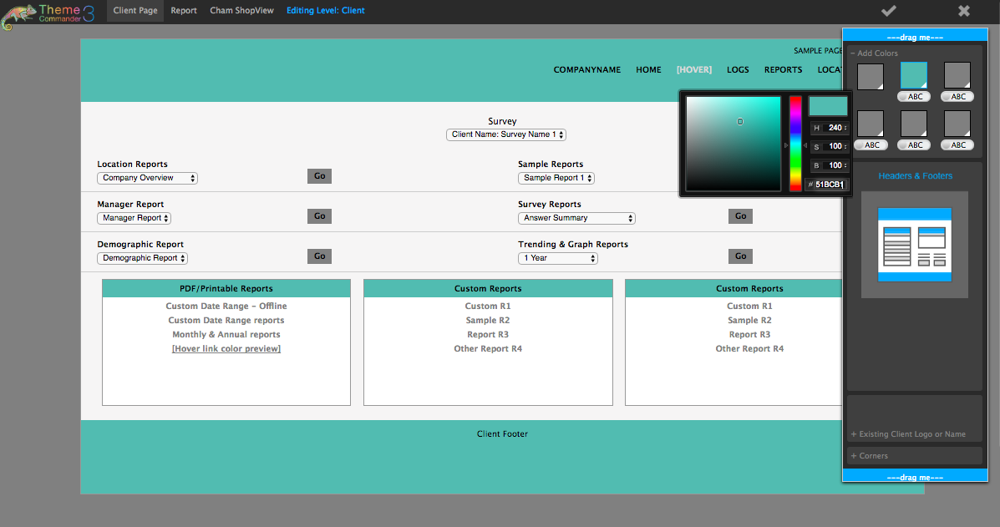 Theme Commander 3
Client Page Report Cham ShopView Editing Level: Client
---drag me---
SAMPLE PAGE
− Add Colors
COMPANYNAME HOME [HOVER] LOGS REPORTS
ABC ABC
H 240
S 100
B 100
# 51BCB1
ABC ABC ABC
Survey
Client Name: Survey Name 1
Location Reports
Company Overview Go
Sample Reports
Sample Report 1
Manager Report
Manager Report Go
Survey Reports
Answer Summary Go
Demographic Report
Demographic Report Go
Trending & Graph Reports
1 Year Go
Headers & Footers
PDF/Printable Reports
Custom Date Range - Offline
Custom Date Range reports
Monthly & Annual reports
[Hover link color preview]
Custom Reports
Custom R1
Sample R2
Report R3
Other Report R4
Custom Reports
Custom R1
Sample R2
Report R3
Other Report R4
Client Footer
+ Existing Client Logo or Name
+ Corners
---drag me---